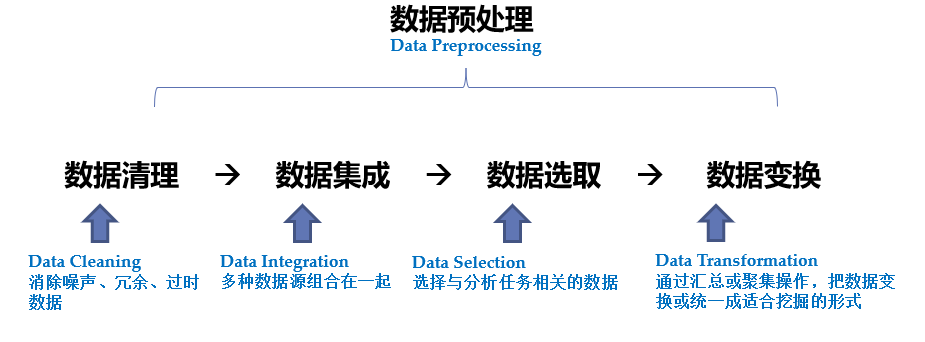 数据预处理
Data Preprocessing
数据清理 → 数据集成 → 数据选取 → 数据变换
Data Cleaning
消除噪声、冗余、过时
数据
Data Integration
多种数据源组合在一起
Data Selection
选择与分析任务相关的数据
Data Transformation
通过汇总或聚集操作，把数据变
换或统一成适合挖掘的形式